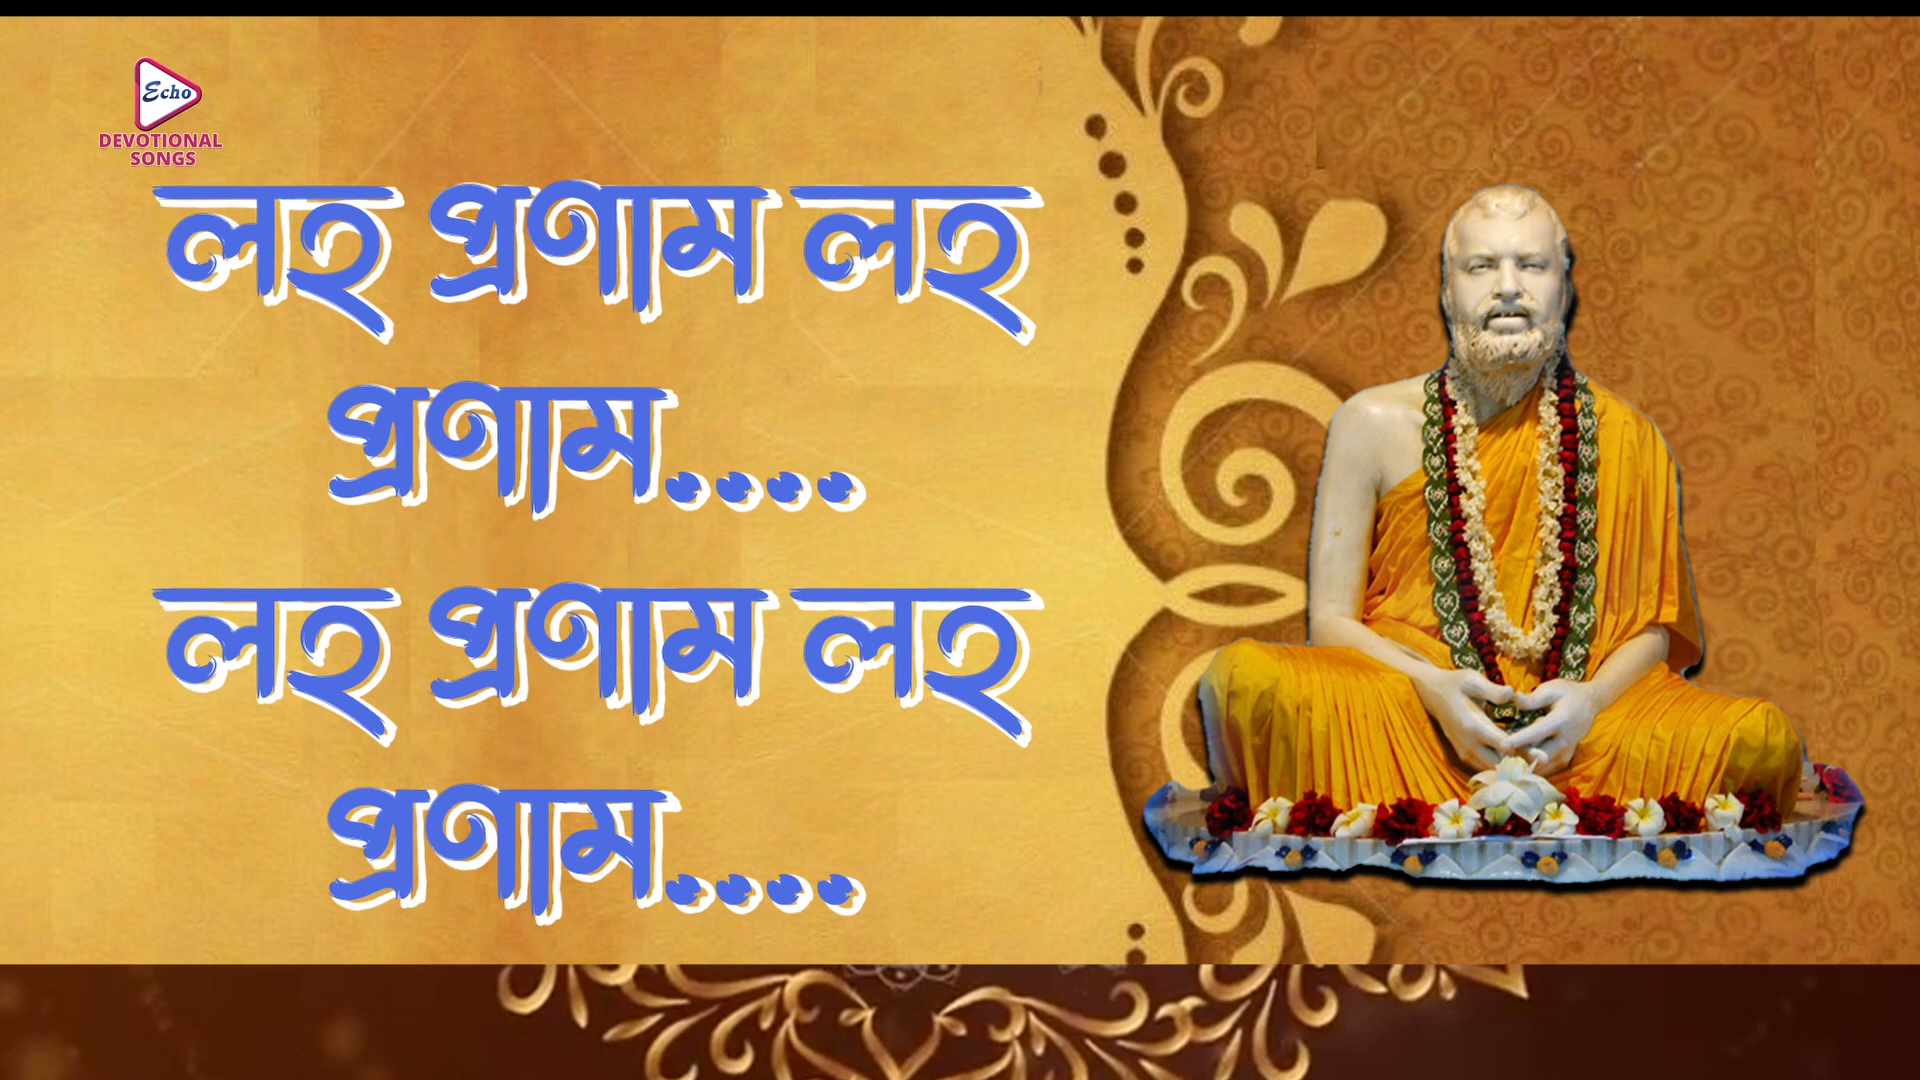 Echo
DEVOTIONAL
SONGS
লহ প্রণাম লহ
প্রণাম....
লহ প্রণাম লহ
প্রণাম....